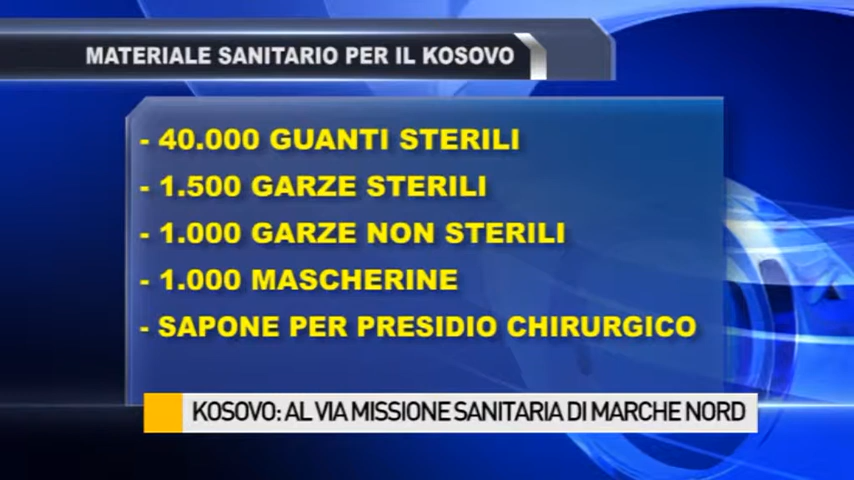 MATERIALE SANITARIO PER IL KOSOVO
- 40.000 GUANTI STERILI
- 1.500 GARZE STERILI
- 1.000 GARZE NON STERILI
- 1.000 MASCHERINE
- SAPONE PER PRESIDIO CHIRURGICO
KOSOVO: AL VIA MISSIONE SANITARIA DI MARCHE NORD